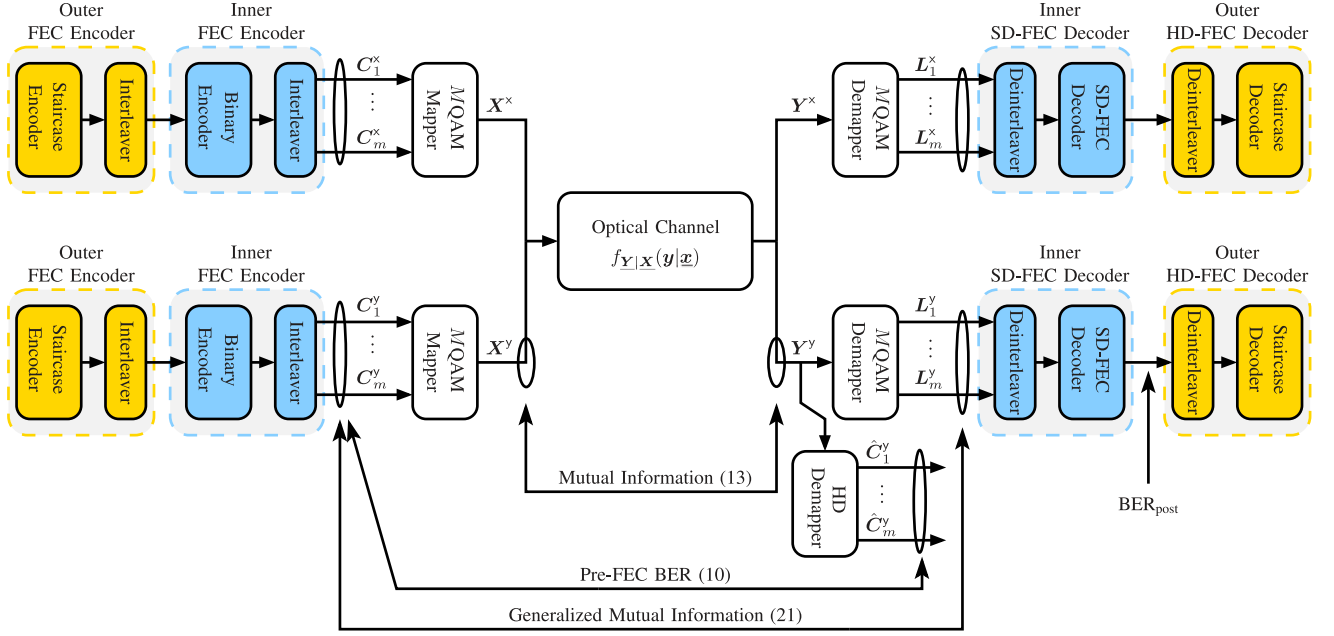 Outer
FEC Encoder
Inner
FEC Encoder
Staircase
Encoder
Interleaver
Binary
Encoder
Interleaver
C₁ˣ
...
Cₘˣ
MQAM
Mapper
Xˣ
Optical Channel
f_{Y|X}(y|x)
Yˣ
MQAM
Demapper
L₁ˣ
...
Lₘˣ
Inner
SD-FEC Decoder
Outer
HD-FEC Decoder
Deinterleaver
SD-FEC
Decoder
Deinterleaver
Staircase
Decoder
Outer
FEC Encoder
Inner
FEC Encoder
Staircase
Encoder
Interleaver
Binary
Encoder
Interleaver
C₁ʸ
...
Cₘʸ
MQAM
Mapper
Xʸ
Yʸ
MQAM
Demapper
L₁ʸ
...
Lₘʸ
Inner
SD-FEC Decoder
Outer
HD-FEC Decoder
Deinterleaver
SD-FEC
Decoder
Deinterleaver
Staircase
Decoder
HD
Demapper
Ĉ₁ʸ
...
Ĉₘʸ
BERpost
Mutual Information (13)
Pre-FEC BER (10)
Generalized Mutual Information (21)